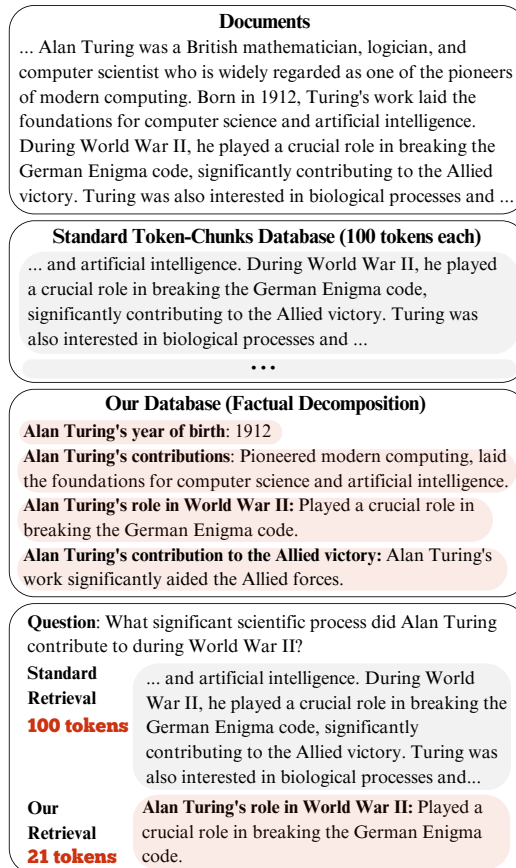 Documents
... Alan Turing was a British mathematician, logician, and
computer scientist who is widely regarded as one of the pioneers
of modern computing. Born in 1912, Turing's work laid the
foundations for computer science and artificial intelligence.
During World War II, he played a crucial role in breaking the
German Enigma code, significantly contributing to the Allied
victory. Turing was also interested in biological processes and ...
Standard Token-Chunks Database (100 tokens each)
... and artificial intelligence. During World War II, he played
a crucial role in breaking the German Enigma code,
significantly contributing to the Allied victory. Turing was
also interested in biological processes and ...
...
Our Database (Factual Decomposition)
Alan Turing's year of birth: 1912
Alan Turing's contributions: Pioneered modern computing, laid
the foundations for computer science and artificial intelligence.
Alan Turing's role in World War II: Played a crucial role in
breaking the German Enigma code.
Alan Turing's contribution to the Allied victory: Alan Turing's
work significantly aided the Allied forces.
Question: What significant scientific process did Alan Turing
contribute to during World War II?
Standard
Retrieval
100 tokens
... and artificial intelligence. During World
War II, he played a crucial role in breaking the
German Enigma code, significantly
contributing to the Allied victory. Turing was
also interested in biological processes and...
Our
Retrieval
21 tokens
Alan Turing's role in World War II: Played a
crucial role in breaking the German Enigma
code.